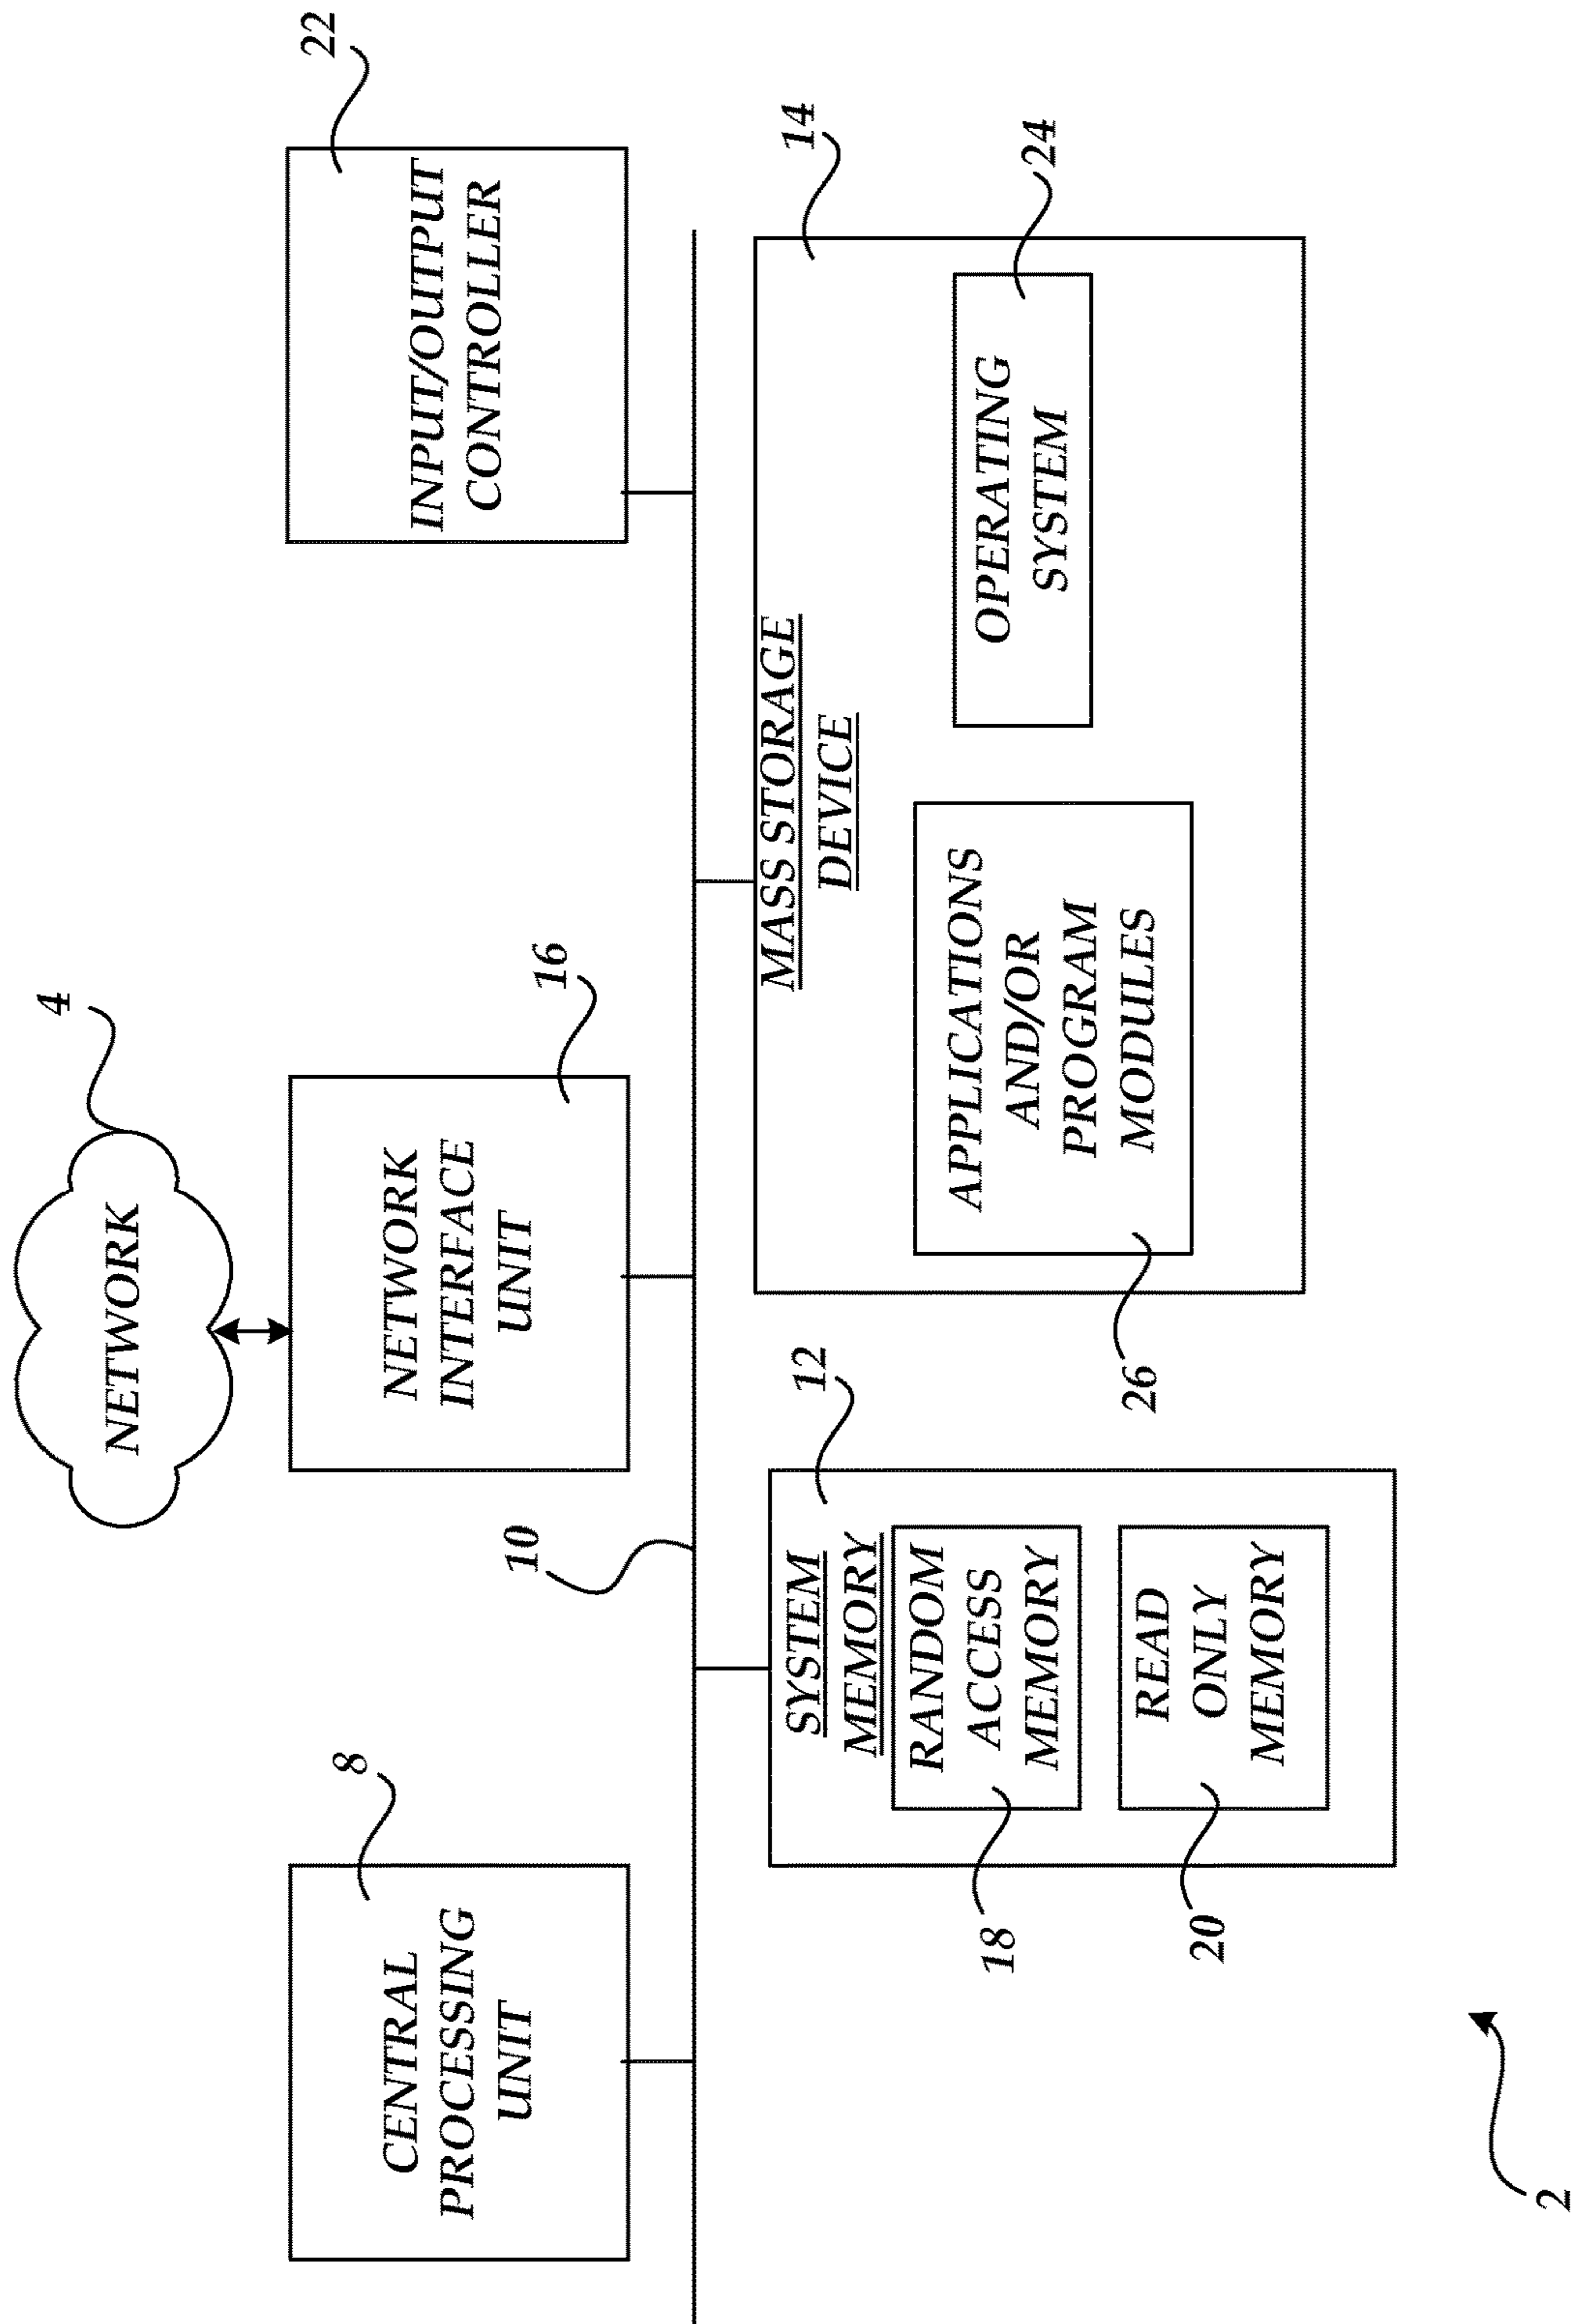 4
NETWORK
8
CENTRAL
PROCESSING
UNIT
NETWORK
INTERFACE
UNIT
16
INPUT/OUTPUT
CONTROLLER
22
10
SYSTEM
MEMORY
12
RANDOM
ACCESS
MEMORY
18
READ
ONLY
MEMORY
20
MASS STORAGE
DEVICE
14
APPLICATIONS
AND/OR
PROGRAM
MODULES
26
OPERATING
SYSTEM
24
2